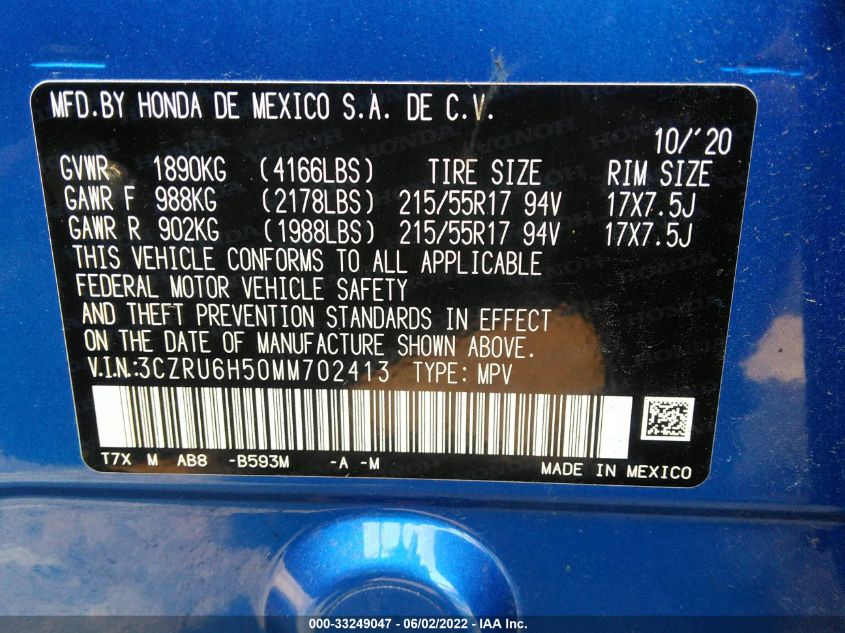 MFD.BY HONDA DE MEXICO S.A. DE C.V.
10/'20
GVWR 1890KG (4166LBS) TIRE SIZE RIM SIZE
GAWR F 988KG (2178LBS) 215/55R17 94V 17X7.5J
GAWR R 902KG (1988LBS) 215/55R17 94V 17X7.5J
THIS VEHICLE CONFORMS TO ALL APPLICABLE
FEDERAL MOTOR VEHICLE SAFETY
AND THEFT PREVENTION STANDARDS IN EFFECT
ON THE DATE OF MANUFACTURE SHOWN ABOVE.
V.I.N.:3CZRU6H50MM702413 TYPE: MPV
T7X M AB8 -B593M -A -M
MADE IN MEXICO
000-33249047 - 06/02/2022 - IAA Inc.